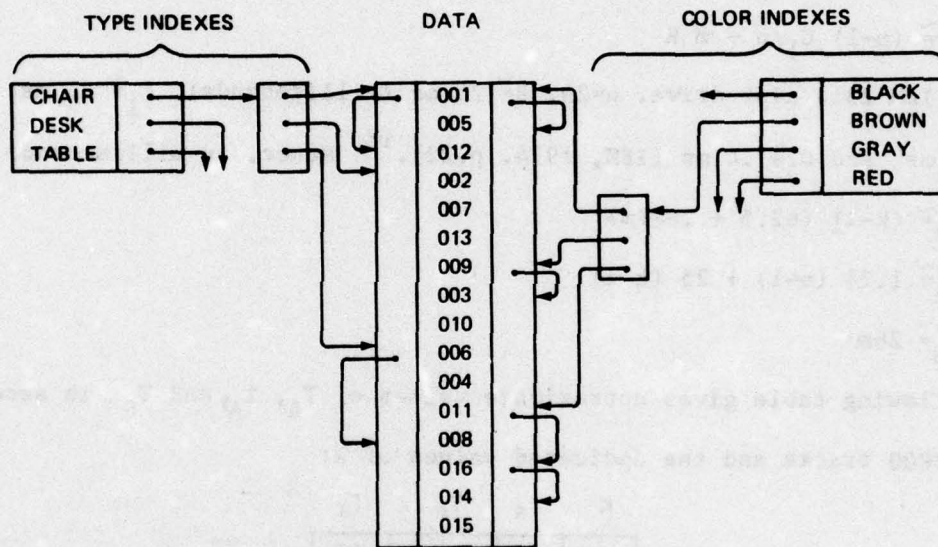 TYPE INDEXES
DATA
COLOR INDEXES
CHAIR
DESK
TABLE
001
005
012
002
007
013
009
003
010
006
004
011
008
016
014
015
BLACK
BROWN
GRAY
RED